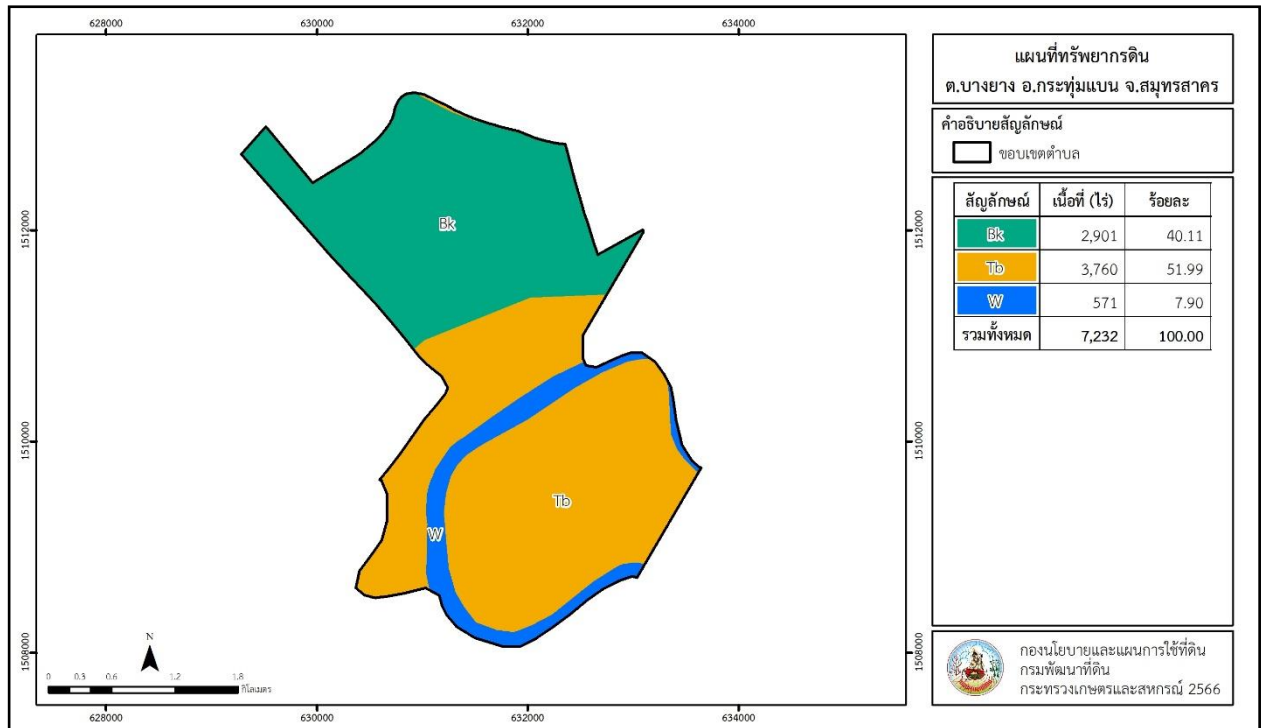 628000 630000 632000 634000
1512000 1512000
1510000 1510000
1508000 1508000
Bk
Tb
W
N
0 0.3 0.6 1.2 1.8
กิโลเมตร
628000 630000 632000 634000
แผนที่ทรัพยากรดิน
ต.บางยาง อ.กระทุ่มแบน จ.สมุทรสาคร
คำอธิบายสัญลักษณ์
ขอบเขตตำบล
สัญลักษณ์ เนื้อที่ (ไร่) ร้อยละ
Bk 2,901 40.11
Tb 3,760 51.99
W 571 7.90
รวมทั้งหมด 7,232 100.00
กองนโยบายและแผนการใช้ที่ดิน
กรมพัฒนาที่ดิน
กระทรวงเกษตรและสหกรณ์ 2566